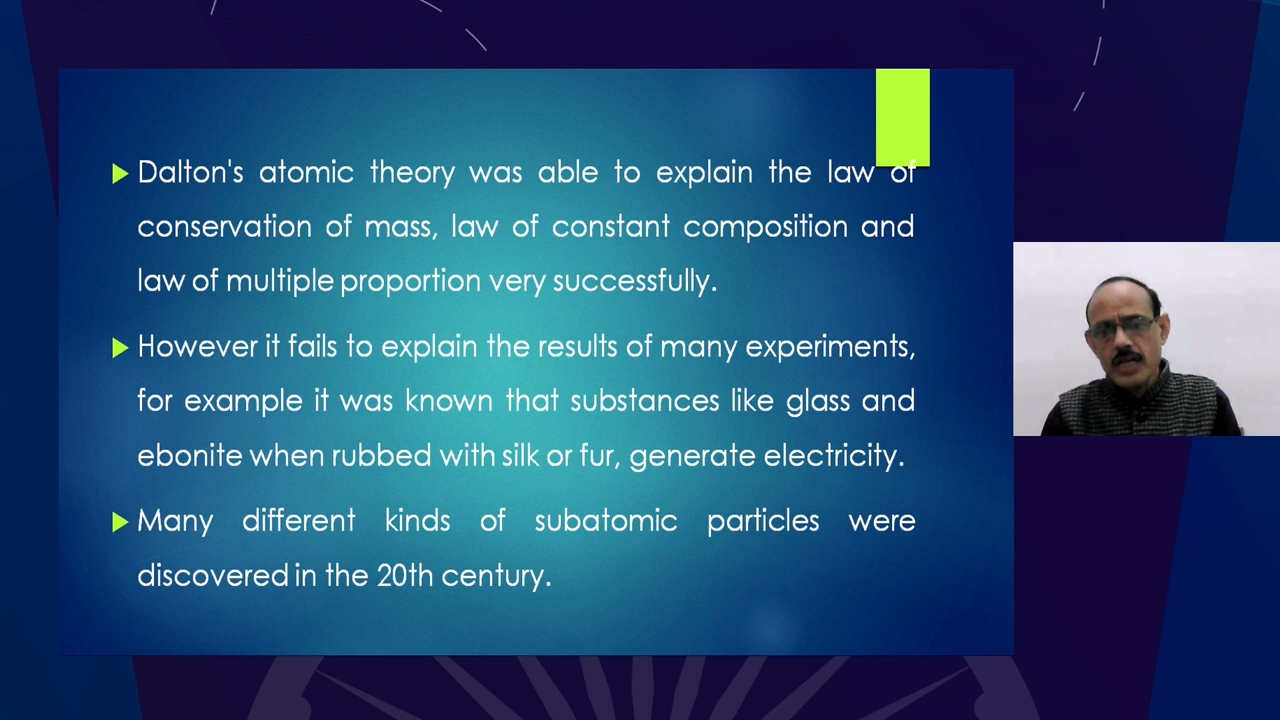 Dalton's atomic theory was able to explain the law of
conservation of mass, law of constant composition and
law of multiple proportion very successfully.
However it fails to explain the results of many experiments,
for example it was known that substances like glass and
ebonite when rubbed with silk or fur, generate electricity.
Many different kinds of subatomic particles were
discovered in the 20th century.